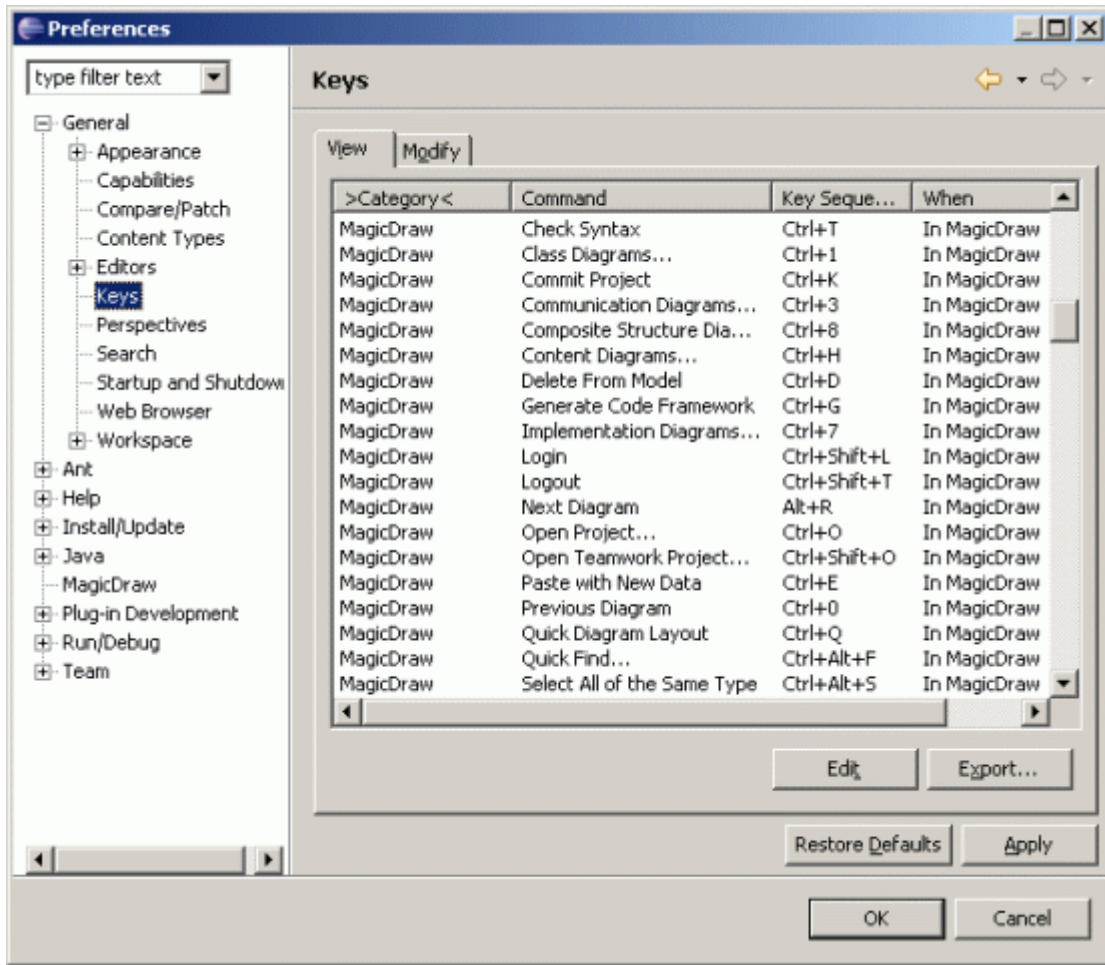 Preferences
type filter text
General
Appearance
Capabilities
Compare/Patch
Content Types
Editors
Keys
Perspectives
Search
Startup and Shutdow
Web Browser
Workspace
Ant
Help
Install/Update
Java
MagicDraw
Plug-in Development
Run/Debug
Team
Keys
View Modify
>Category< Command Key Seque... When
MagicDraw Check Syntax Ctrl+T In MagicDraw
MagicDraw Class Diagrams... Ctrl+1 In MagicDraw
MagicDraw Commit Project Ctrl+K In MagicDraw
MagicDraw Communication Diagrams... Ctrl+3 In MagicDraw
MagicDraw Composite Structure Dia... Ctrl+8 In MagicDraw
MagicDraw Content Diagrams... Ctrl+H In MagicDraw
MagicDraw Delete From Model Ctrl+D In MagicDraw
MagicDraw Generate Code Framework Ctrl+G In MagicDraw
MagicDraw Implementation Diagrams... Ctrl+7 In MagicDraw
MagicDraw Login Ctrl+Shift+L In MagicDraw
MagicDraw Logout Ctrl+Shift+T In MagicDraw
MagicDraw Next Diagram Alt+R In MagicDraw
MagicDraw Open Project... Ctrl+O In MagicDraw
MagicDraw Open Teamwork Project... Ctrl+Shift+O In MagicDraw
MagicDraw Paste with New Data Ctrl+E In MagicDraw
MagicDraw Previous Diagram Ctrl+0 In MagicDraw
MagicDraw Quick Diagram Layout Ctrl+Q In MagicDraw
MagicDraw Quick Find... Ctrl+Alt+F In MagicDraw
MagicDraw Select All of the Same Type Ctrl+Alt+S In MagicDraw
Edit Export...
Restore Defaults Apply
OK Cancel